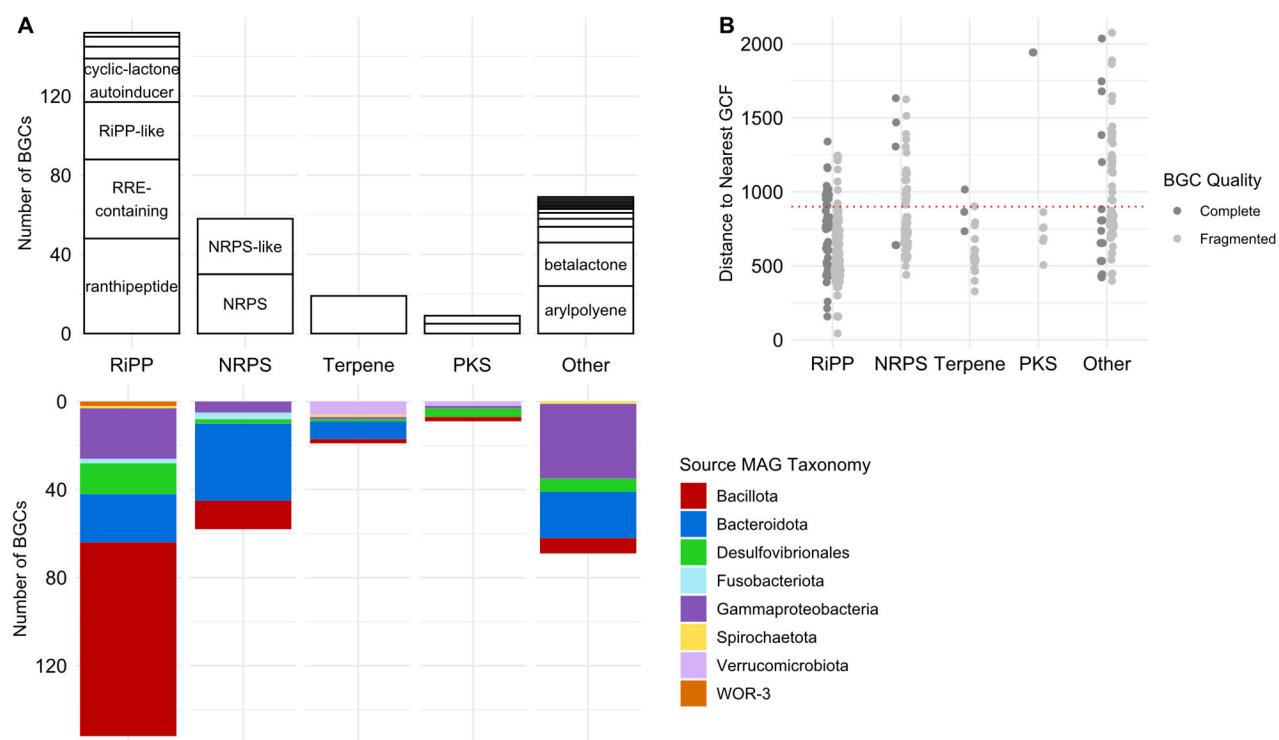 A
Number of BGCs
120
80
40
0
cyclic-lactone
autoinducer
RiPP-like
RRE-
containing
ranthipeptide
NRPS-like
NRPS
betalactone
arylpolyene
RiPP
NRPS
Terpene
PKS
Other
Number of BGCs
0
40
80
120
Source MAG Taxonomy
Bacillota
Bacteroidota
Desulfovibrionales
Fusobacteriota
Gammaproteobacteria
Spirochaetota
Verrucomicrobiota
WOR-3
B
Distance to Nearest GCF
2000
1500
1000
500
0
RiPP
NRPS
Terpene
PKS
Other
BGC Quality
Complete
Fragmented